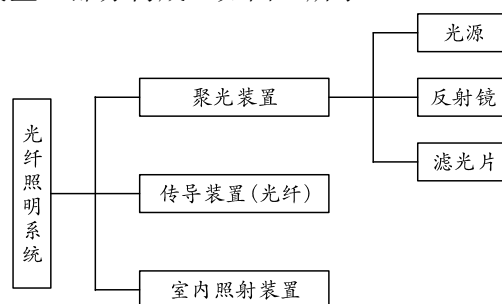 光源
聚光装置
反射镜
光纤照明系统
滤光片
传导装置(光纤)
室内照射装置